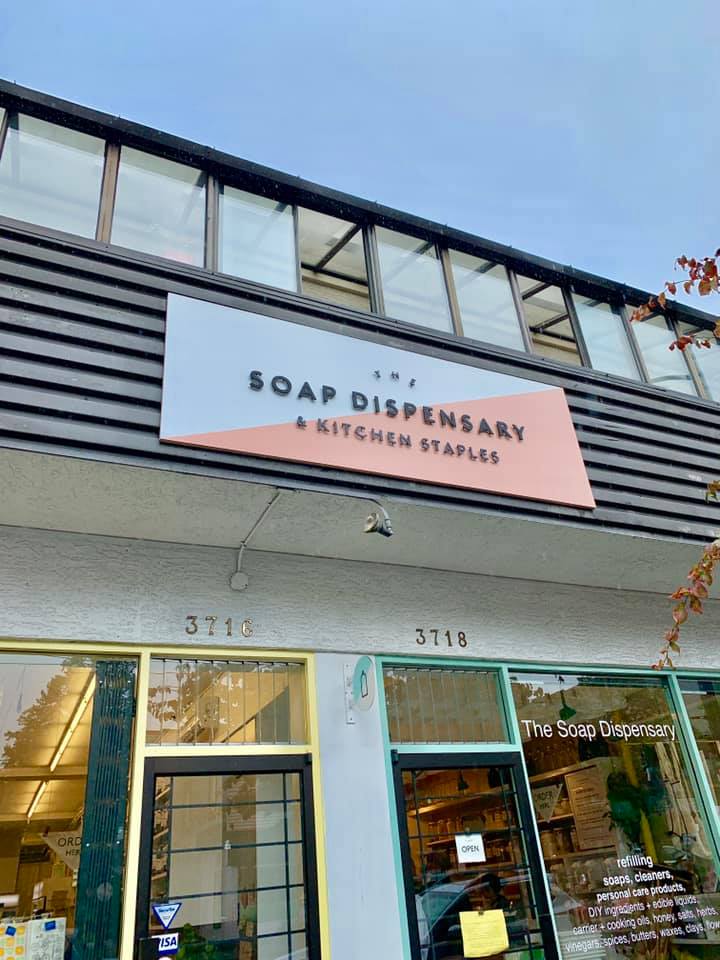 THE
SOAP DISPENSARY
& KITCHEN STAPLES
3716
3718
The Soap Dispensary
ORDER
OPEN
refilling
soaps, cleaners,
personal care products,
DIY ingredients + edible liquids,
carrier + cooking oils, honey, salts, herbs,
vinegars, spices, butters, waxes, clays,
VISA